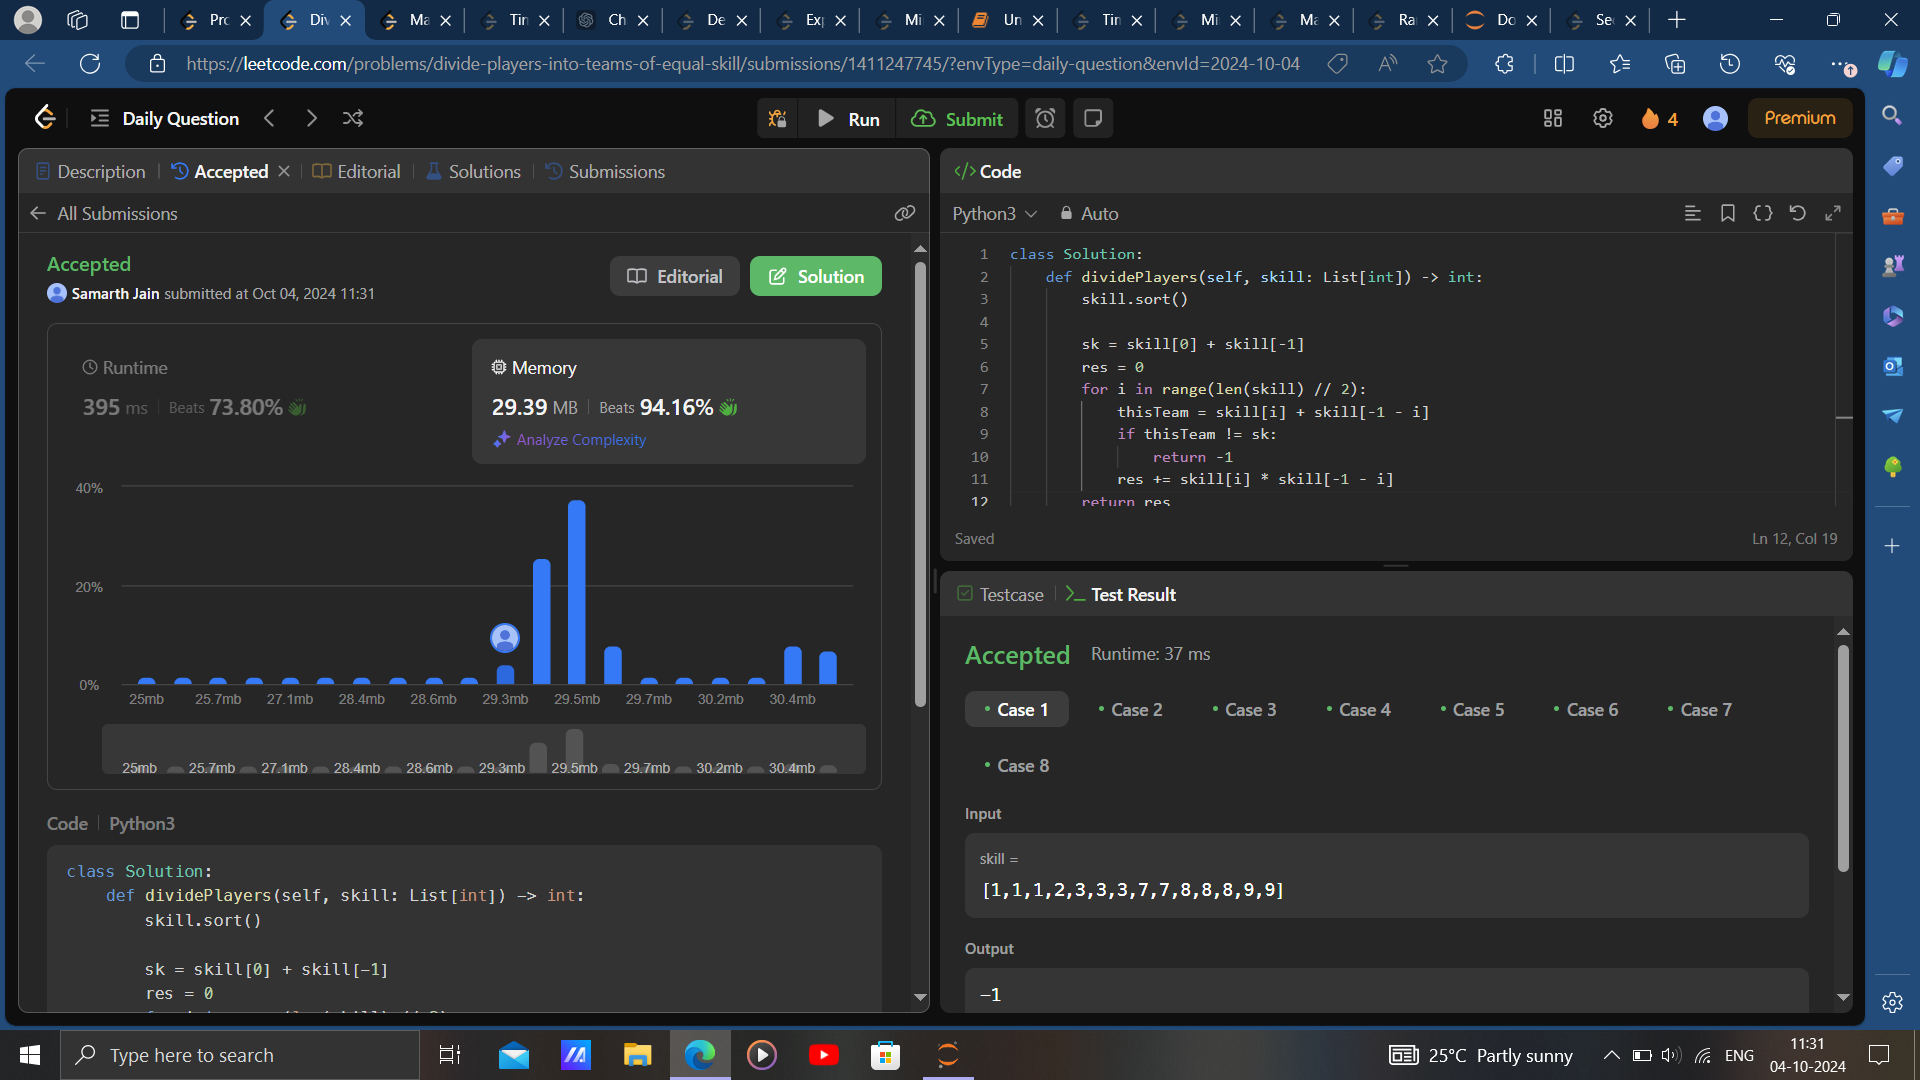 Pro
Div
Ma
Tin
Ch
De
Exp
Mi
Un
Tin
Mi
Ma
Ra
Do
Se
https://leetcode.com/problems/divide-players-into-teams-of-equal-skill/submissions/1411247745/?envType=daily-question&envId=2024-10-04
Daily Question
Run
Submit
4
Premium
Description
Accepted
Editorial
Solutions
Submissions
All Submissions
Accepted
Samarth Jain submitted at Oct 04, 2024 11:31
Editorial
Solution
Runtime
395 ms
Beats 73.80%
Memory
29.39 MB
Beats 94.16%
Analyze Complexity
40%
20%
0%
25mb 25.7mb 27.1mb 28.4mb 28.6mb 29.3mb 29.5mb 29.7mb 30.2mb 30.4mb
25mb 25.7mb 27.1mb 28.4mb 28.6mb 29.3mb 29.5mb 29.7mb 30.2mb 30.4mb
Code
Python3
class Solution:
def dividePlayers(self, skill: List[int]) -> int:
skill.sort()
sk = skill[0] + skill[-1]
res = 0
Code
Python3
Auto
1 class Solution:
2 def dividePlayers(self, skill: List[int]) -> int:
3 skill.sort()
4
5 sk = skill[0] + skill[-1]
6 res = 0
7 for i in range(len(skill) // 2):
8 thisTeam = skill[i] + skill[-1 - i]
9 if thisTeam != sk:
10 return -1
11 res += skill[i] * skill[-1 - i]
12 return res
Saved
Ln 12, Col 19
Testcase
Test Result
Accepted
Runtime: 37 ms
Case 1
Case 2
Case 3
Case 4
Case 5
Case 6
Case 7
Case 8
Input
skill =
[1,1,1,2,3,3,3,7,7,8,8,8,9,9]
Output
-1
Type here to search
25°C Partly sunny
ENG
11:31
04-10-2024